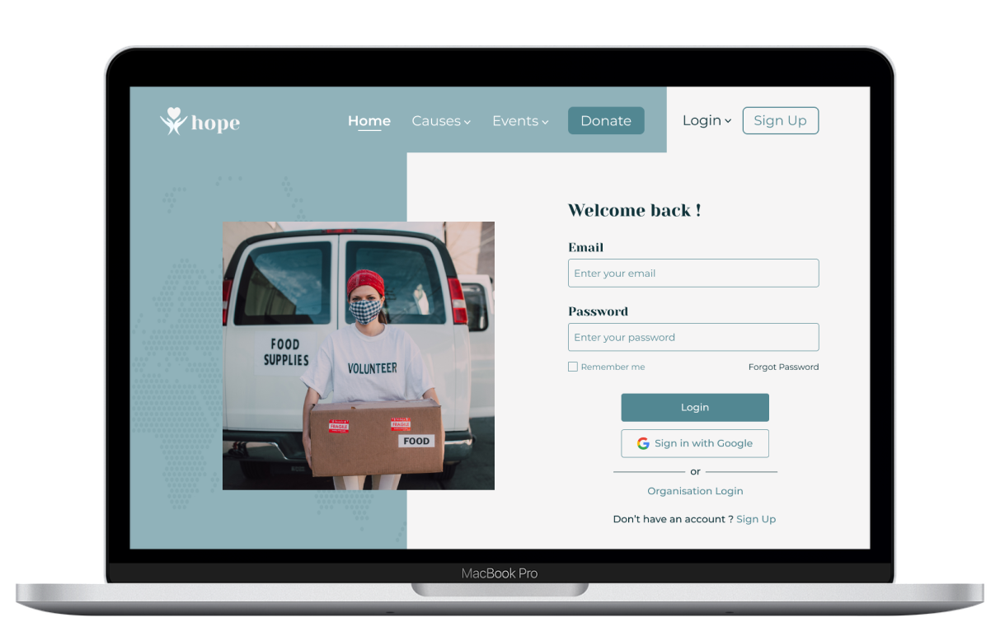 hope
Home
Causes
Events
Donate
Login
Sign Up
Welcome back !
Email
Enter your email
Password
Enter your password
Remember me
Forgot Password
Login
Sign in with Google
or
Organisation Login
Don't have an account ? Sign Up
FOOD
SUPPLIES
VOLUNTEER
FRAGILE
FRAGILE
FOOD
MacBook Pro